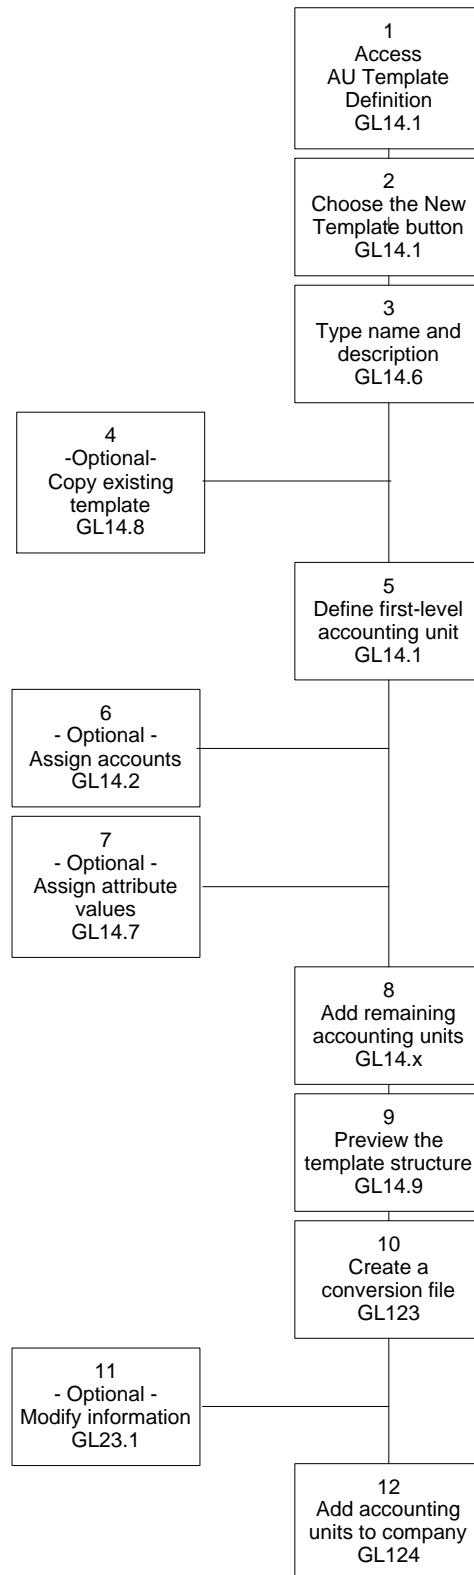 1
Access
AU Template
Definition
GL14.1
2
Choose the New
Template button
GL14.1
3
Type name and
description
GL14.6
4
-Optional-
Copy existing
template
GL14.8
5
Define first-level
accounting unit
GL14.1
6
- Optional -
Assign accounts
GL14.2
7
- Optional -
Assign attribute
values
GL14.7
8
Add remaining
accounting units
GL14.x
9
Preview the
template structure
GL14.9
10
Create a
conversion file
GL123
11
- Optional -
Modify information
GL23.1
12
Add accounting
units to company
GL124